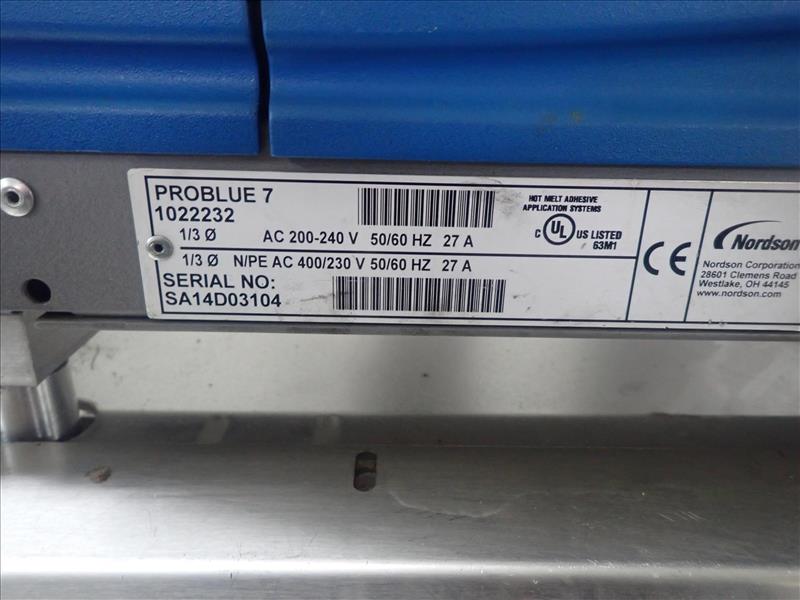 PROBLUE 7
1022232
1/3 Ø AC 200-240 V 50/60 HZ 27 A
1/3 Ø N/PE AC 400/230 V 50/60 HZ 27 A
SERIAL NO:
SA14D03104
HOT MELT ADHESIVE
APPLICATION SYSTEMS
C UL US LISTED
63M1
CE
Nordson
Nordson Corporation
28601 Clemens Road
Westlake, OH 44145
www.nordson.com